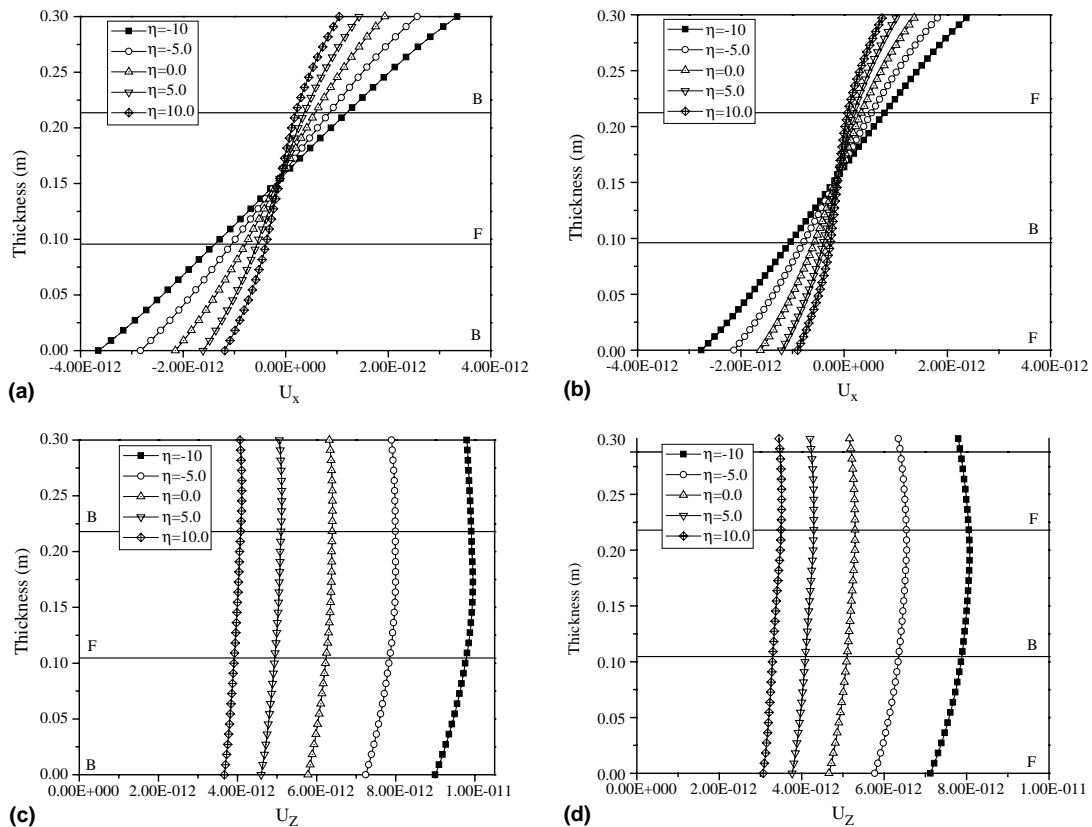 0.30
0.25
0.20
0.15
0.10
0.05
0.00
Thickness (m)
η=-10
η=-5.0
η=0.0
η=5.0
η=10.0
B
F
B
-4.00E-012
-2.00E-012
0.00E000
2.00E-012
4.00E-012
(a)
Ux
0.30
0.25
0.20
0.15
0.10
0.05
0.00
Thickness (m)
η=-10
η=-5.0
η=0.0
η=5.0
η=10.0
F
B
F
-4.00E-012
-2.00E-012
0.00E000
2.00E-012
4.00E-012
(b)
Ux
0.30
0.25
0.20
0.15
0.10
0.05
0.00
Thickness (m)
η=-10
η=-5.0
η=0.0
η=5.0
η=10.0
B
F
B
0.00E+000
2.00E-012
4.00E-012
6.00E-012
8.00E-012
1.00E-011
(c)
UZ
0.30
0.25
0.20
0.15
0.10
0.05
0.00
Thickness (m)
η=-10
η=-5.0
η=0.0
η=5.0
η=10.0
F
B
F
0.00E000
2.00E-012
4.00E-012
6.00E-012
8.00E-012
1.00E-011
(d)
UZ